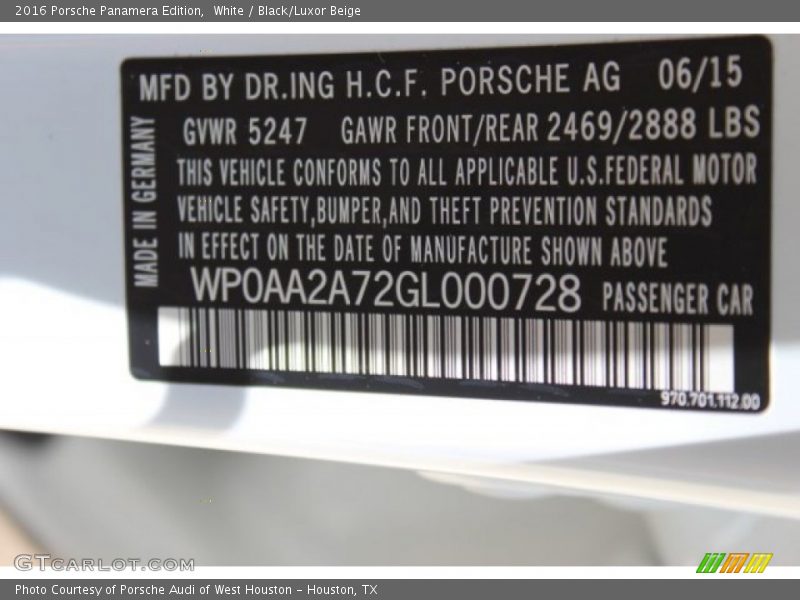 2016 Porsche Panamera Edition,  White / Black/Luxor Beige
MFD BY DR.ING H.C.F. PORSCHE AG 06/15
GVWR 5247 GAWR FRONT/REAR 2469/2888 LBS
THIS VEHICLE CONFORMS TO ALL APPLICABLE U.S.FEDERAL MOTOR
VEHICLE SAFETY,BUMPER,AND THEFT PREVENTION STANDARDS
IN EFFECT ON THE DATE OF MANUFACTURE SHOWN ABOVE
MADE IN GERMANY
WP0AA2A72GL000728 PASSENGER CAR
970.701.112.00
GTCARLOT.COM
Photo Courtesy of Porsche Audi of West Houston - Houston, TX